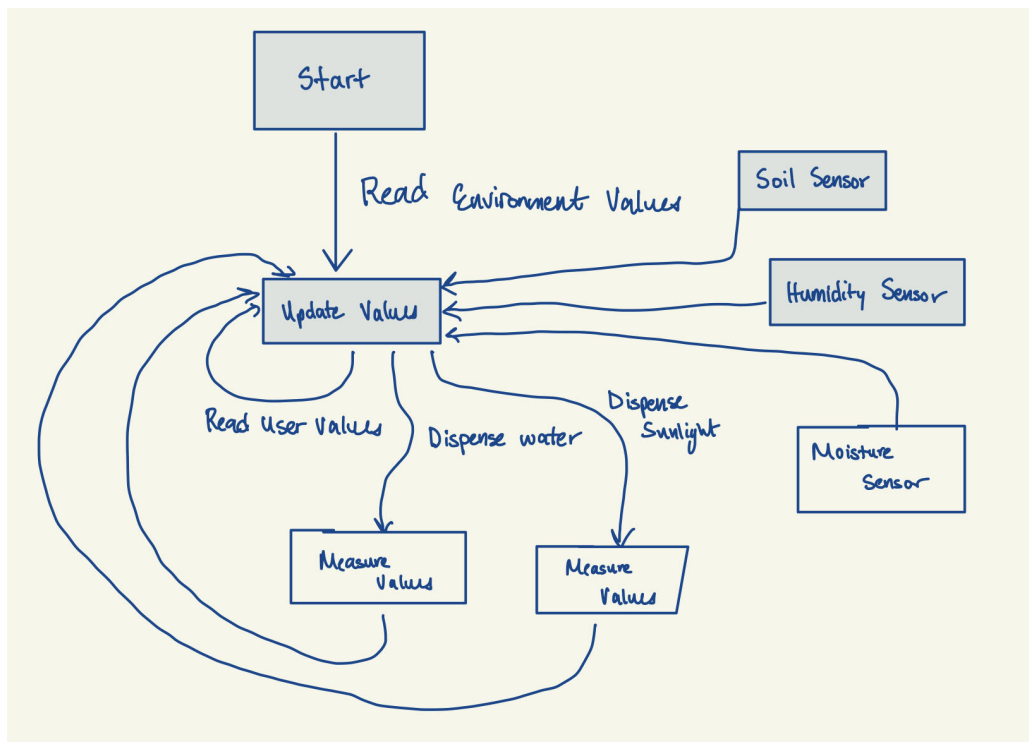 Start
Read Environment Values
Soil Sensor
Humidity Sensor
Update Values
Read User Values
Dispense water
Dispense
Sunlight
Moisture
Sensor
Measure
Values
Measure
Values